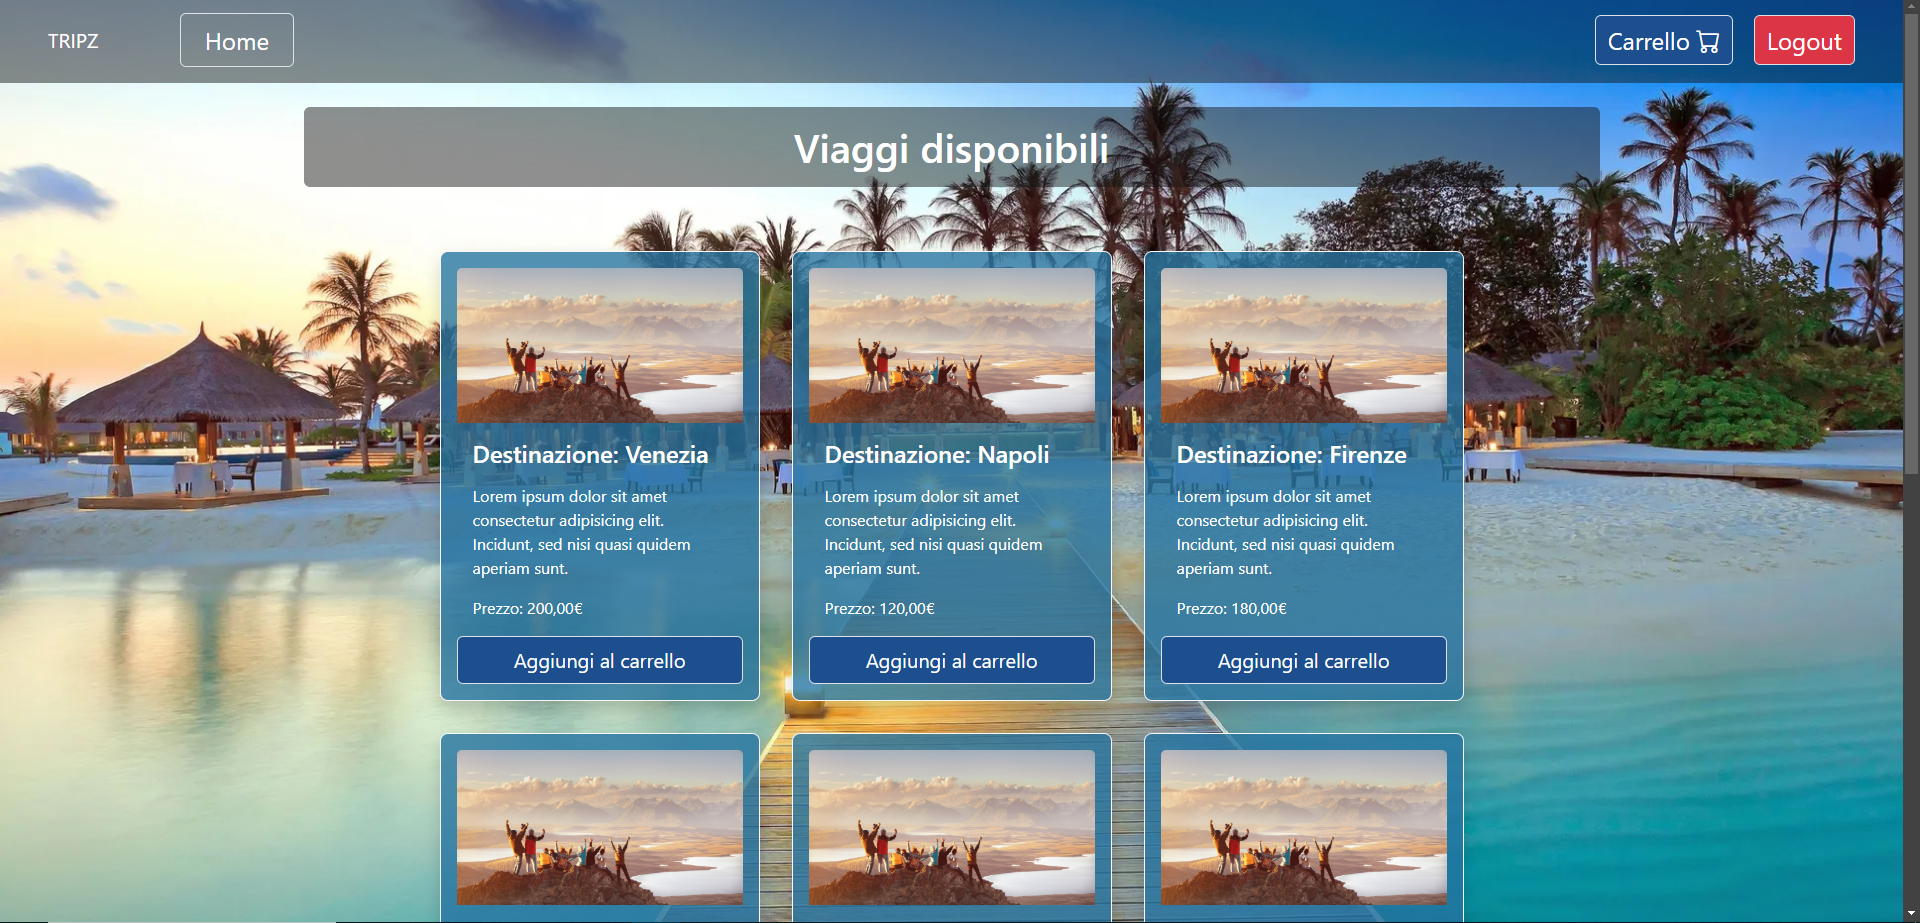 TRIPZ
Home
Carrello
Logout
Viaggi disponibili
Destinazione: Venezia
Lorem ipsum dolor sit amet
consectetur adipisicing elit.
Incidunt, sed nisi quasi quidem
aperiam sunt.
Prezzo: 200,00€
Aggiungi al carrello
Destinazione: Napoli
Lorem ipsum dolor sit amet
consectetur adipisicing elit.
Incidunt, sed nisi quasi quidem
aperiam sunt.
Prezzo: 120,00€
Aggiungi al carrello
Destinazione: Firenze
Lorem ipsum dolor sit amet
consectetur adipisicing elit.
Incidunt, sed nisi quasi quidem
aperiam sunt.
Prezzo: 180,00€
Aggiungi al carrello